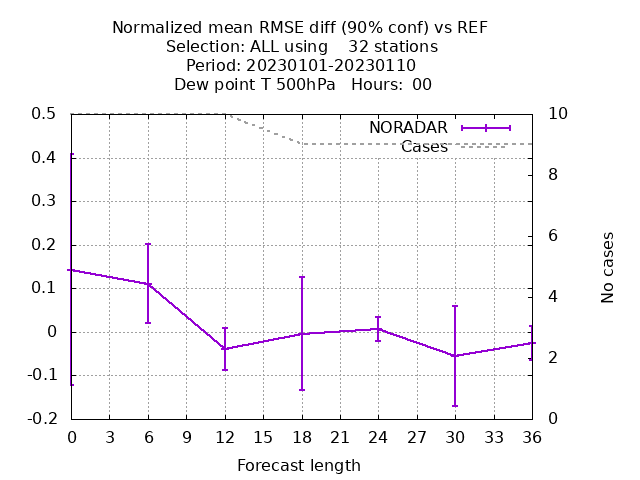 Normalized mean RMSE diff (90% conf) vs REF
Selection: ALL using    32 stations
Period: 20230101-20230110
Dew point T 500hPa   Hours: 00
0.5
0.4
0.3
0.2
0.1
0
-0.1
-0.2
NORADAR
Cases
10
8
6
4
2
0
No cases
0 3 6 9 12 15 18 21 24 27 30 33 36
Forecast length